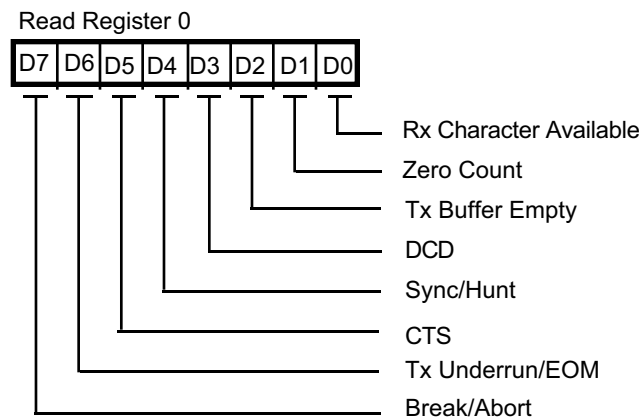 Read Register 0
D7 D6 D5 D4 D3 D2 D1 D0
Rx Character Available
Zero Count
Tx Buffer Empty
DCD
Sync/Hunt
CTS
Tx Underrun/EOM
Break/Abort